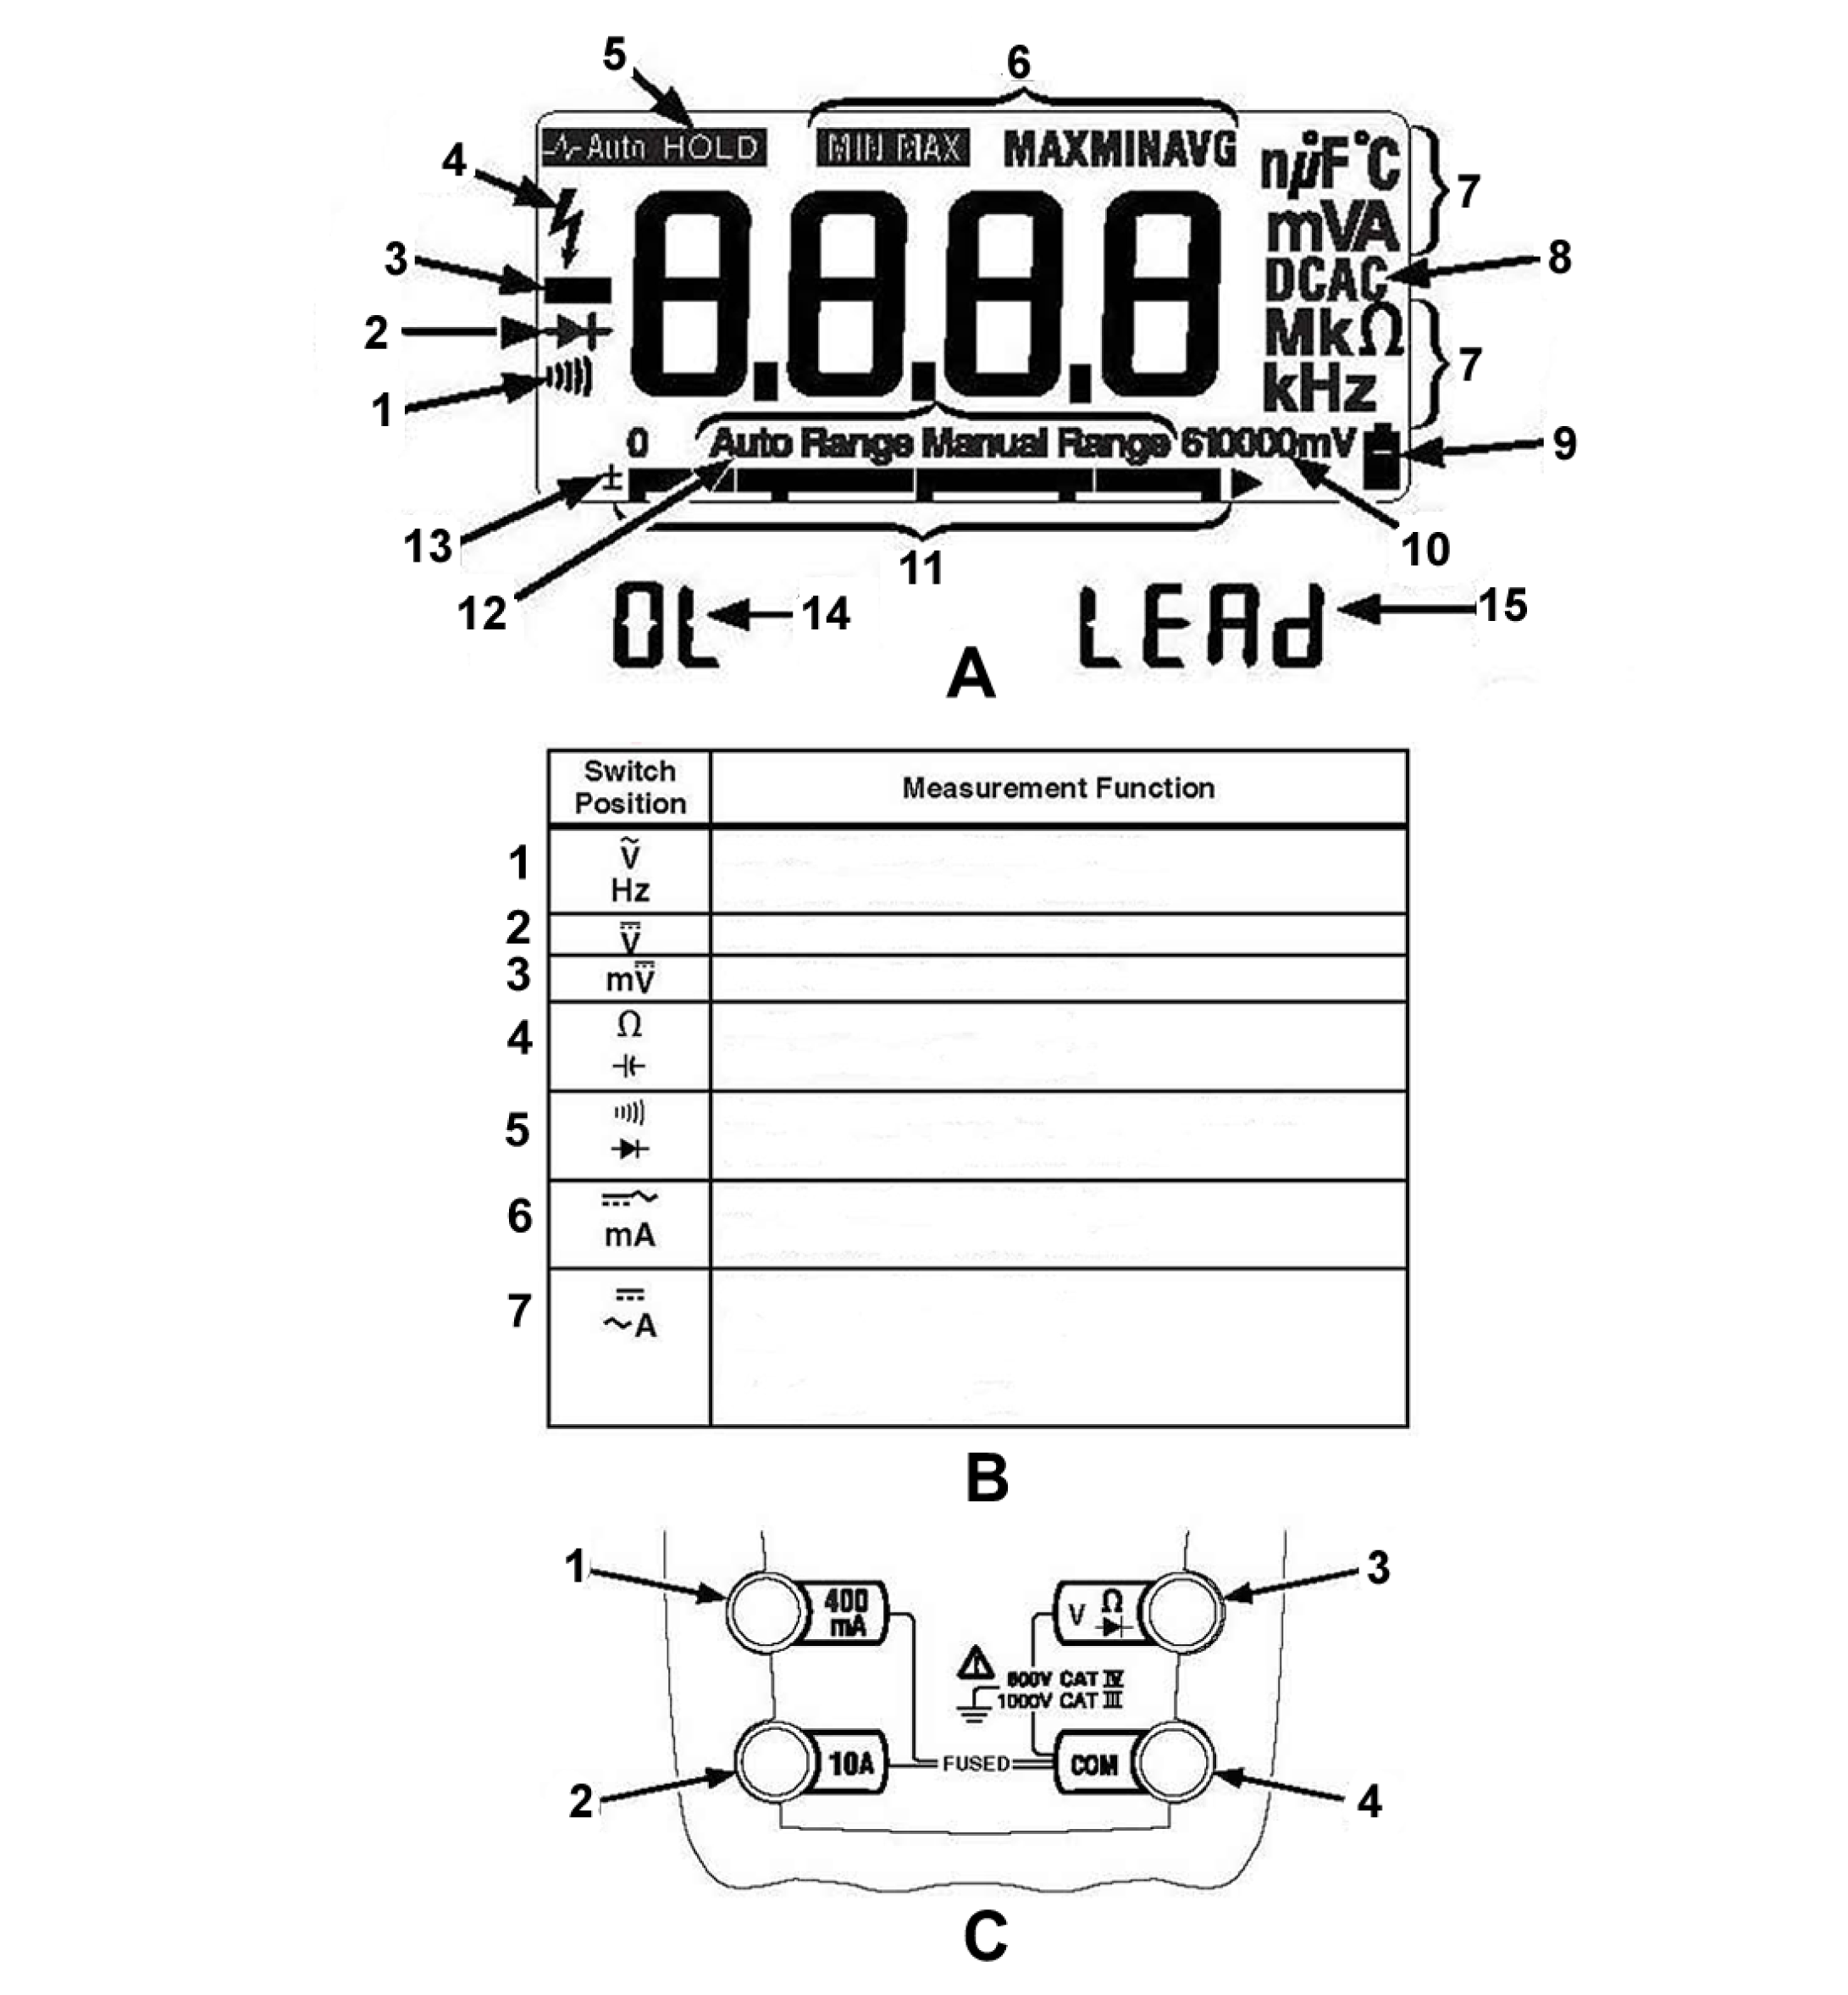 5
6
Auto HOLD MIN MAX MAXMINAVG nµF°C
4
7
mVA
3
8.8.8.8
DCAC
8
2
MkΩ
7
1
kHz
0 Auto Range Manual Range 610000mV
9
±
13
12
11
10
OL
14
LEAd
15
A
Switch Position
Measurement Function
1
Ṽ
Hz
2
V
3
mV
4
Ω
5
6
mA
7
~A
B
1
400 mA
V Ω
3
600V CAT IV
1000V CAT III
2
10A
FUSED
COM
4
C